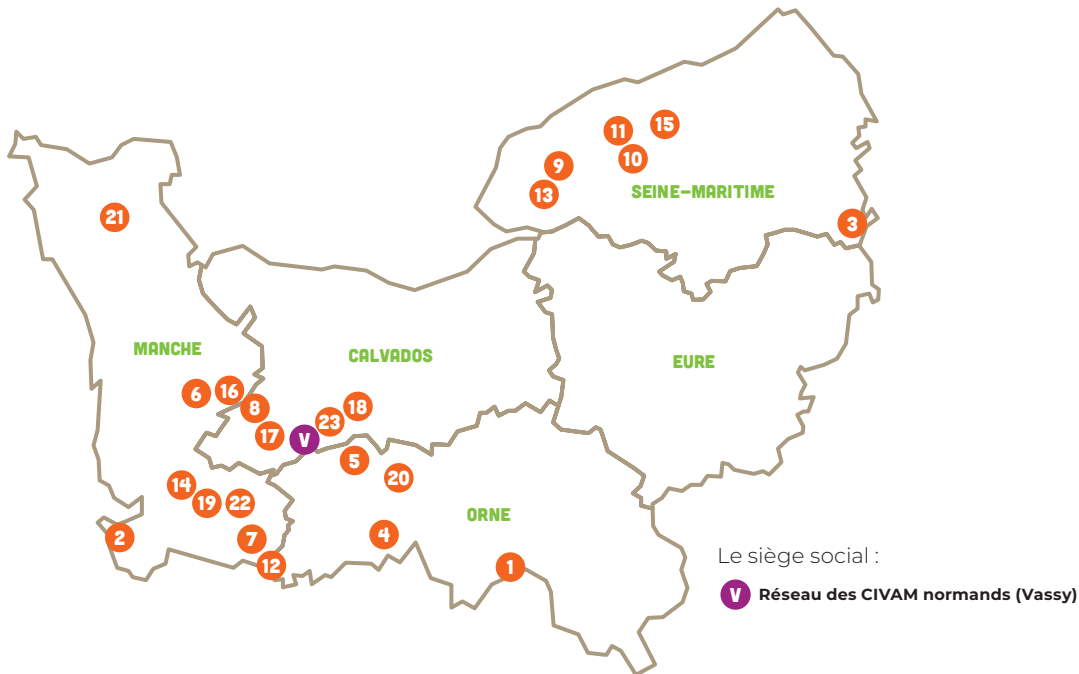 11
15
10
9
SEINE-MARITIME
13
21
3
MANCHE
CALVADOS
EURE
6
16
8
18
23
17
V
5
20
14
19
22
ORNE
2
7
4
12
1
Le siège social :
V Réseau des CIVAM normands (Vassy)